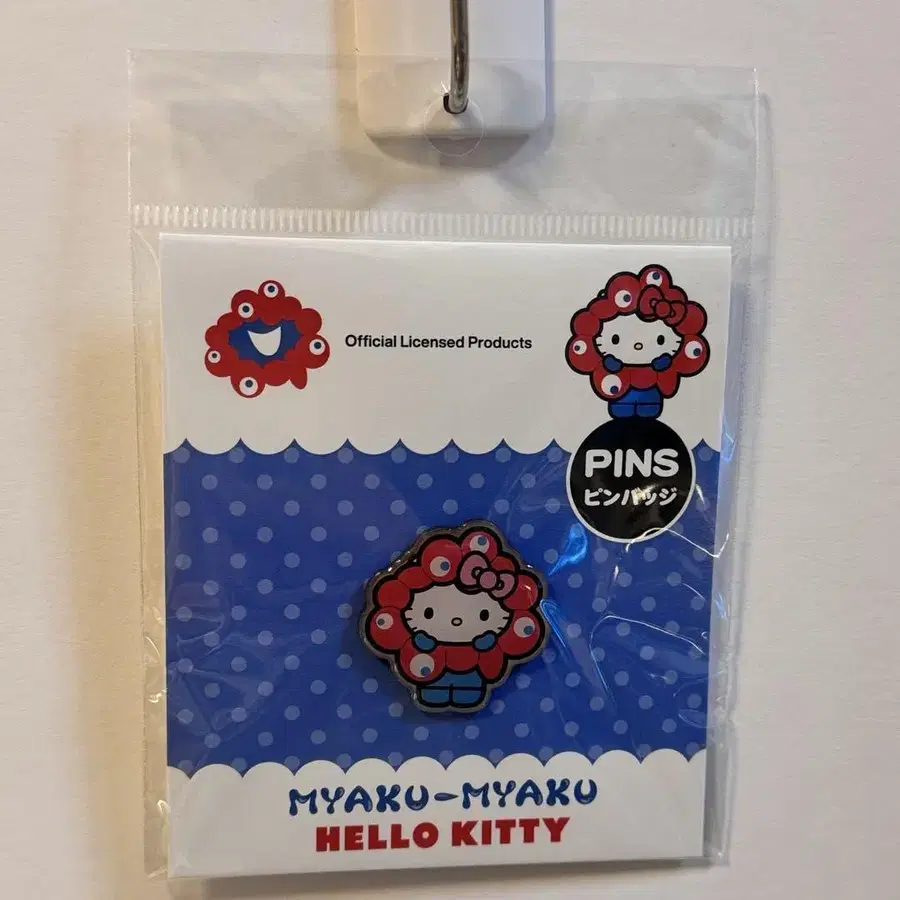 Official Licensed Products
PINS
ピンバッジ
MYAKU-MYAKU
HELLO KITTY